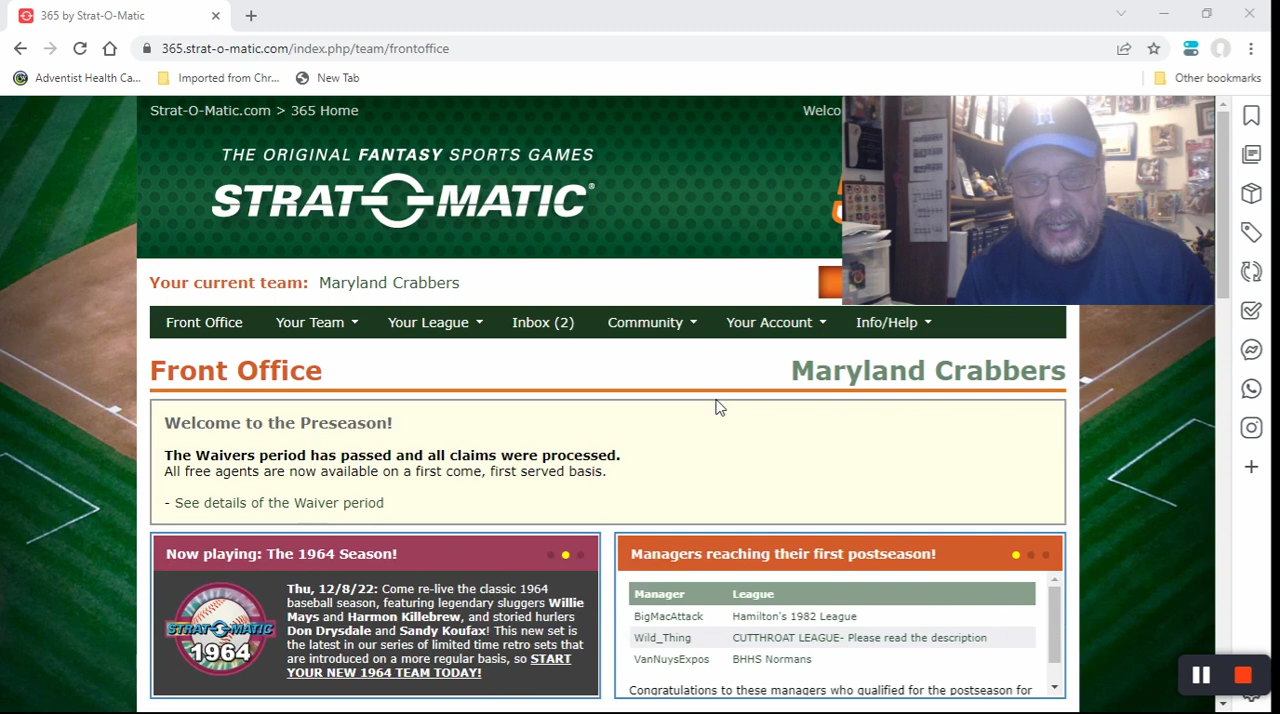 365 by Strat-O-Matic
365.strat-o-matic.com/index.php/team/frontoffice
Adventist Health Ca... Imported from Chr... New Tab Other bookmarks
Strat-O-Matic.com > 365 Home Welco
THE ORIGINAL FANTASY SPORTS GAMES
STRAT-O-MATIC®
Your current team: Maryland Crabbers
Front Office Your Team Your League Inbox (2) Community Your Account Info/Help
Front Office Maryland Crabbers
Welcome to the Preseason!
The Waivers period has passed and all claims were processed.
All free agents are now available on a first come, first served basis.
- See details of the Waiver period
Now playing: The 1964 Season!
Thu, 12/8/22: Come re-live the classic 1964
baseball season, featuring legendary sluggers Willie
Mays and Harmon Killebrew, and storied hurlers
Don Drysdale and Sandy Koufax! This new set is
the latest in our series of limited time retro sets
that are introduced on a more regular basis, so START
YOUR NEW 1964 TEAM TODAY!
STRAT-O-MATIC
1964
Managers reaching their first postseason!
Manager League
BigMacAttack Hamilton's 1982 League
Wild_Thing CUTTHROAT LEAGUE- Please read the description
VanNuysExpos BHHS Normans
Congratulations to these managers who qualified for the postseason for
H